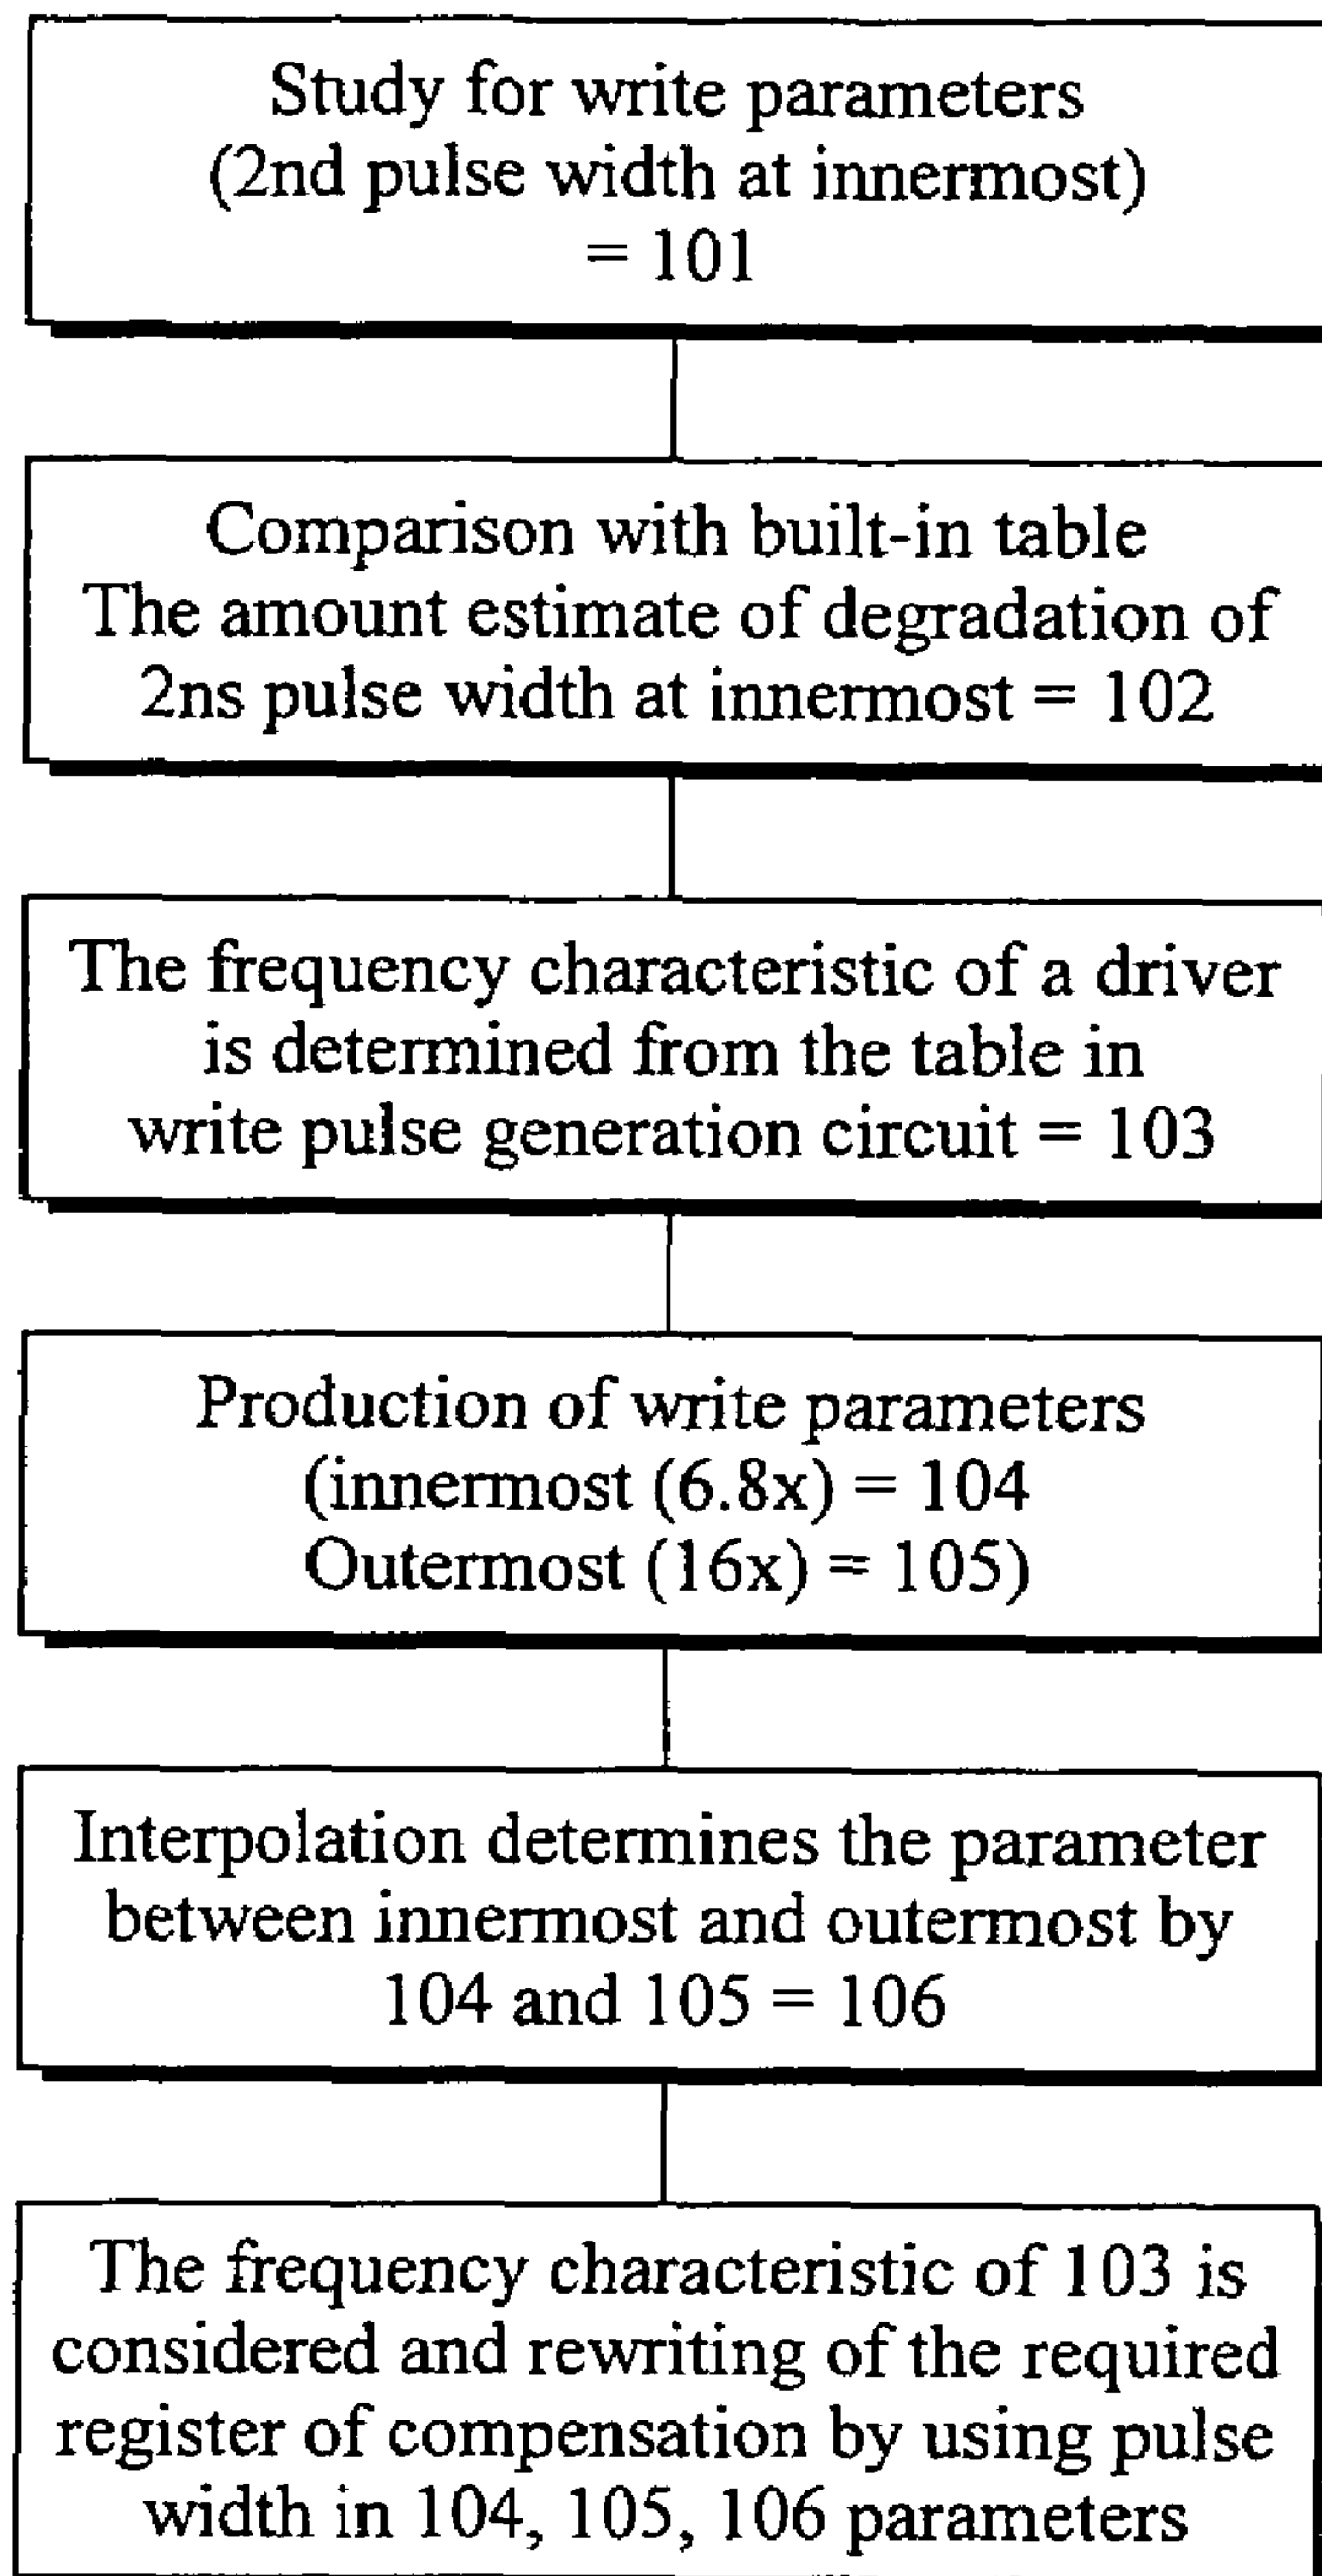 Study for write parameters
(2nd pulse width at innermost)
= 101
Comparison with built-in table
The amount estimate of degradation of
2ns pulse width at innermost = 102
The frequency characteristic of a driver
is determined from the table in
write pulse generation circuit = 103
Production of write parameters
(innermost (6.8x) = 104
Outermost (16x) = 105)
Interpolation determines the parameter
between innermost and outermost by
104 and 105 = 106
The frequency characteristic of 103 is
considered and rewriting of the required
register of compensation by using pulse
width in 104, 105, 106 parameters